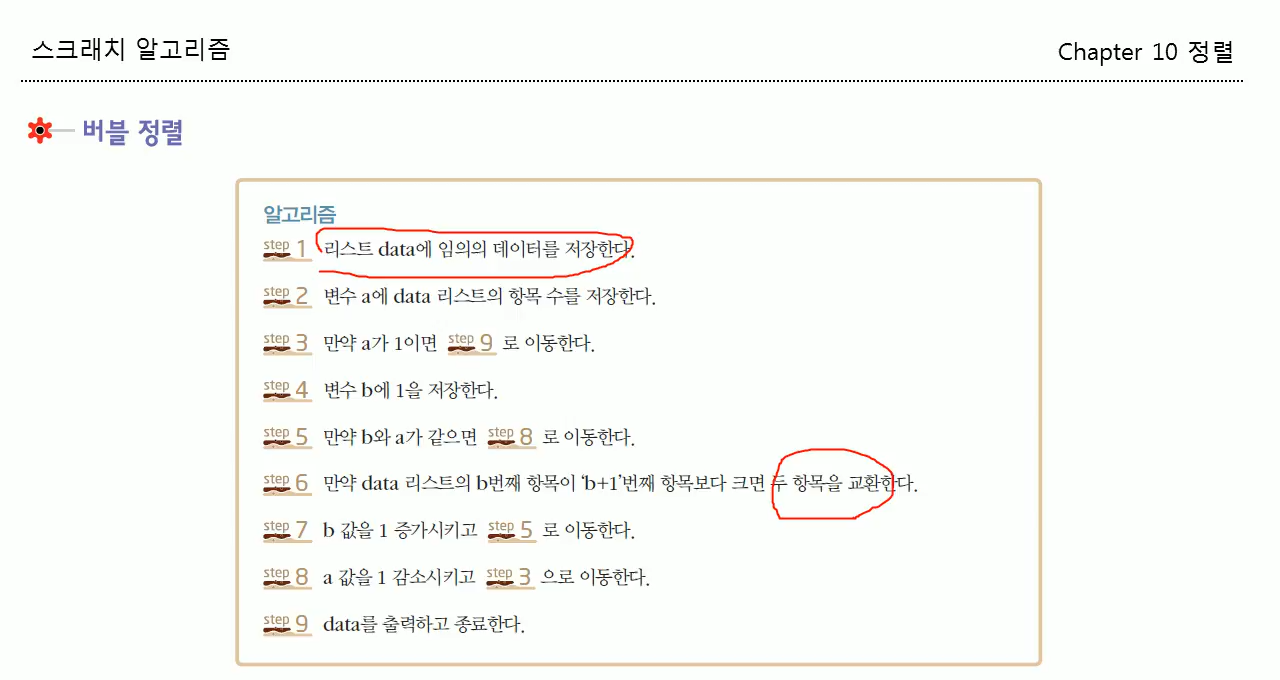 스크래치 알고리즘
Chapter 10 정렬
버블 정렬
알고리즘
step 1 리스트 data에 임의의 데이터를 저장한다.
step 2 변수 a에 data 리스트의 항목 수를 저장한다.
step 3 만약 a가 1이면 step 9 로 이동한다.
step 4 변수 b에 1을 저장한다.
step 5 만약 b와 a가 같으면 step 8 로 이동한다.
step 6 만약 data 리스트의 b번째 항목이 ‘b+1’번째 항목보다 크면 두 항목을 교환한다.
step 7 b 값을 1 증가시키고 step 5 로 이동한다.
step 8 a 값을 1 감소시키고 step 3 으로 이동한다.
step 9 data를 출력하고 종료한다.